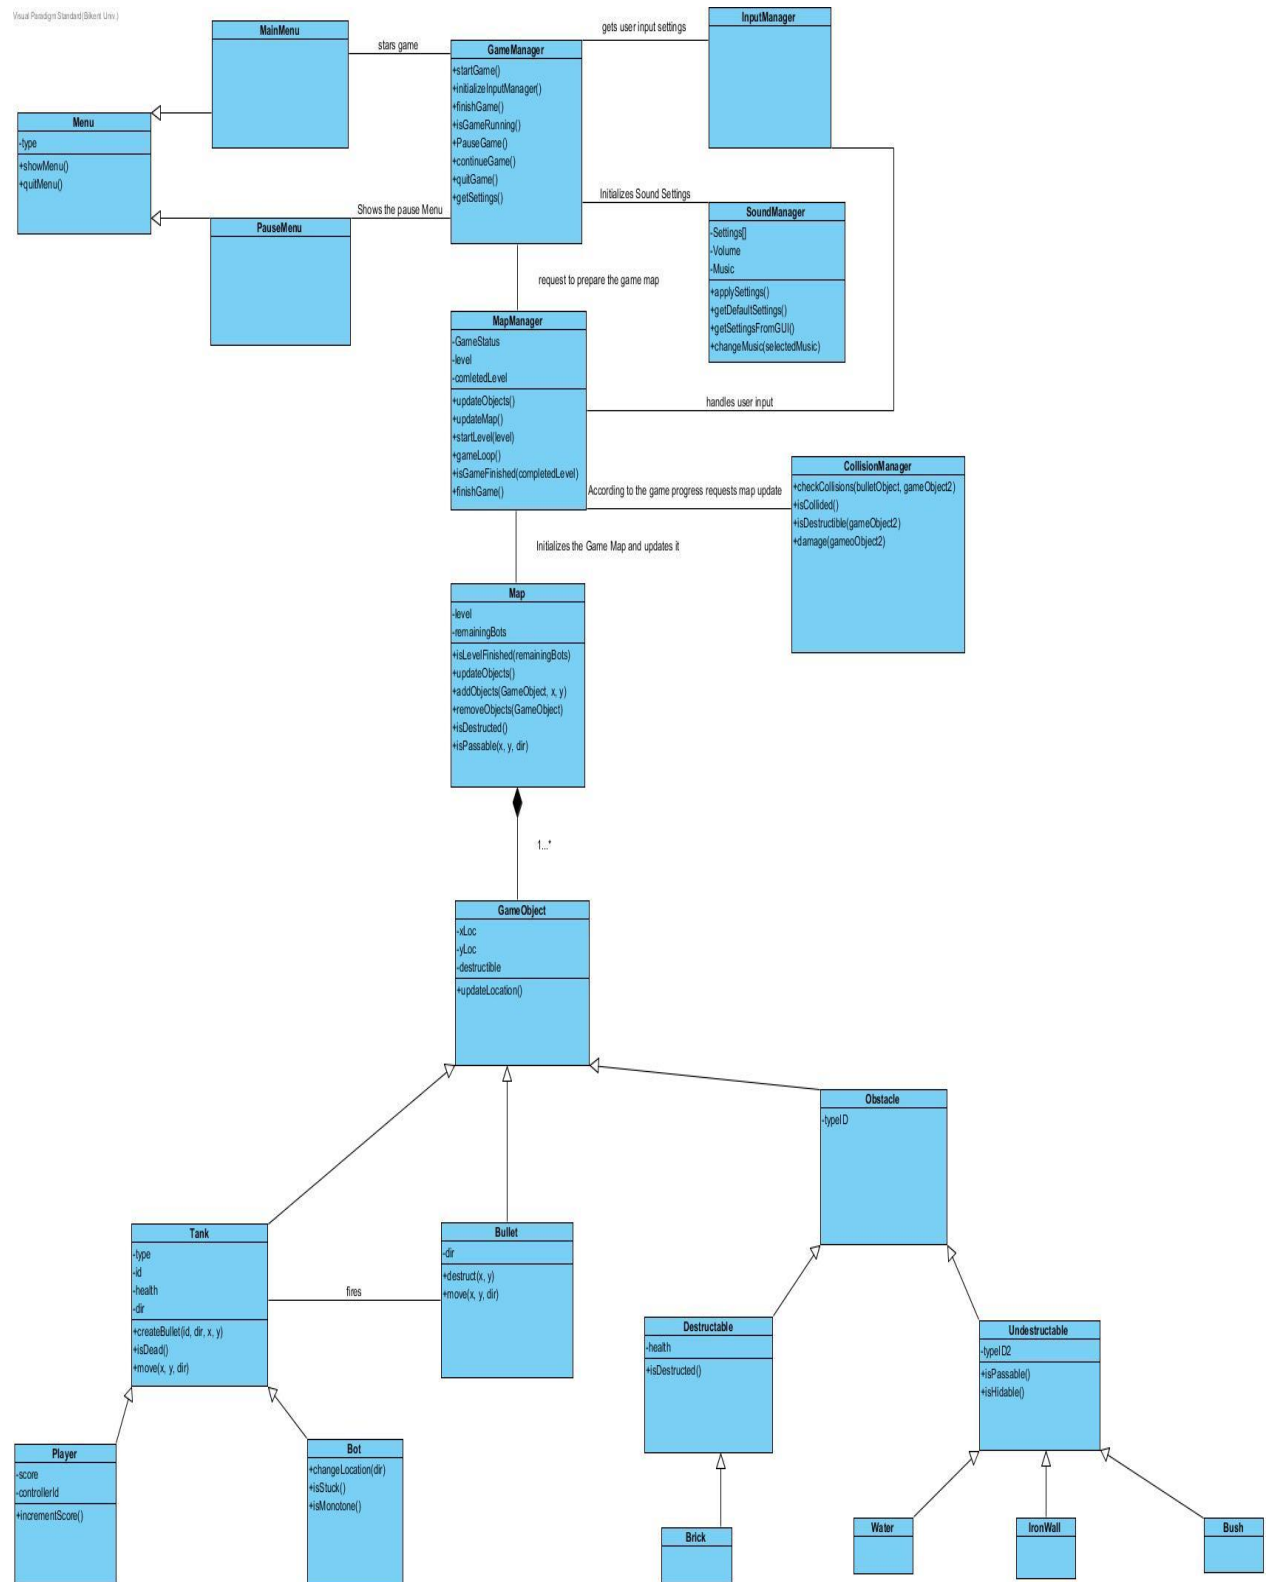 Visual Paradigm Standard(Bilkent Univ.)
MainMenu
stars game
GameManager
+startGame()
+initializeInputManager()
+finishGame()
+isGameRunning()
+PauseGame()
+continueGame()
+quitGame()
+getSettings()
gets user input settings
InputManager
Menu
-type
+showMenu()
+quitMenu()
Shows the pause Menu
PauseMenu
Initializes Sound Settings
SoundManager
-Settings[]
-Volume
-Music
+applySettings()
+getDefaultSettings()
+getSettingsFromGUI()
+changeMusic(selectedMusic)
request to prepare the game map
MapManager
-GameStatus
-level
-comletedLevel
+updateObjects()
+updateMap()
+startLevel(level)
+gameLoop()
+isGameFinished(completedLevel)
+finishGame()
handles user input
According to the game progress requests map update
CollisionManager
+checkCollisions(bulletObject, gameObject2)
+isCollided()
+isDestructible(gameObject2)
+damage(gameoObject2)
Initializes the Game Map and updates it
Map
-level
-remainingBots
+isLevelFinished(remainingBots)
+updateObjects()
+addObjects(GameObject, x, y)
+removeObjects(GameObject)
+isDestructed()
+isPassable(x, y, dir)
1...*
GameObject
-xLoc
-yLoc
-destructible
+updateLocation()
Obstacle
-typeID
Tank
-type
-id
-health
-dir
+createBullet(id, dir, x, y)
+isDead()
+move(x, y, dir)
fires
Bullet
-dir
+destruct(x, y)
+move(x, y, dir)
Destructable
-health
+isDestructed()
Undestructable
-typeID2
+isPassable()
+isHidable()
Player
-score
-controllerId
+incrementScore()
Bot
+changeLocation(dir)
+isStuck()
+isMonotone()
Brick
Water
IronWall
Bush